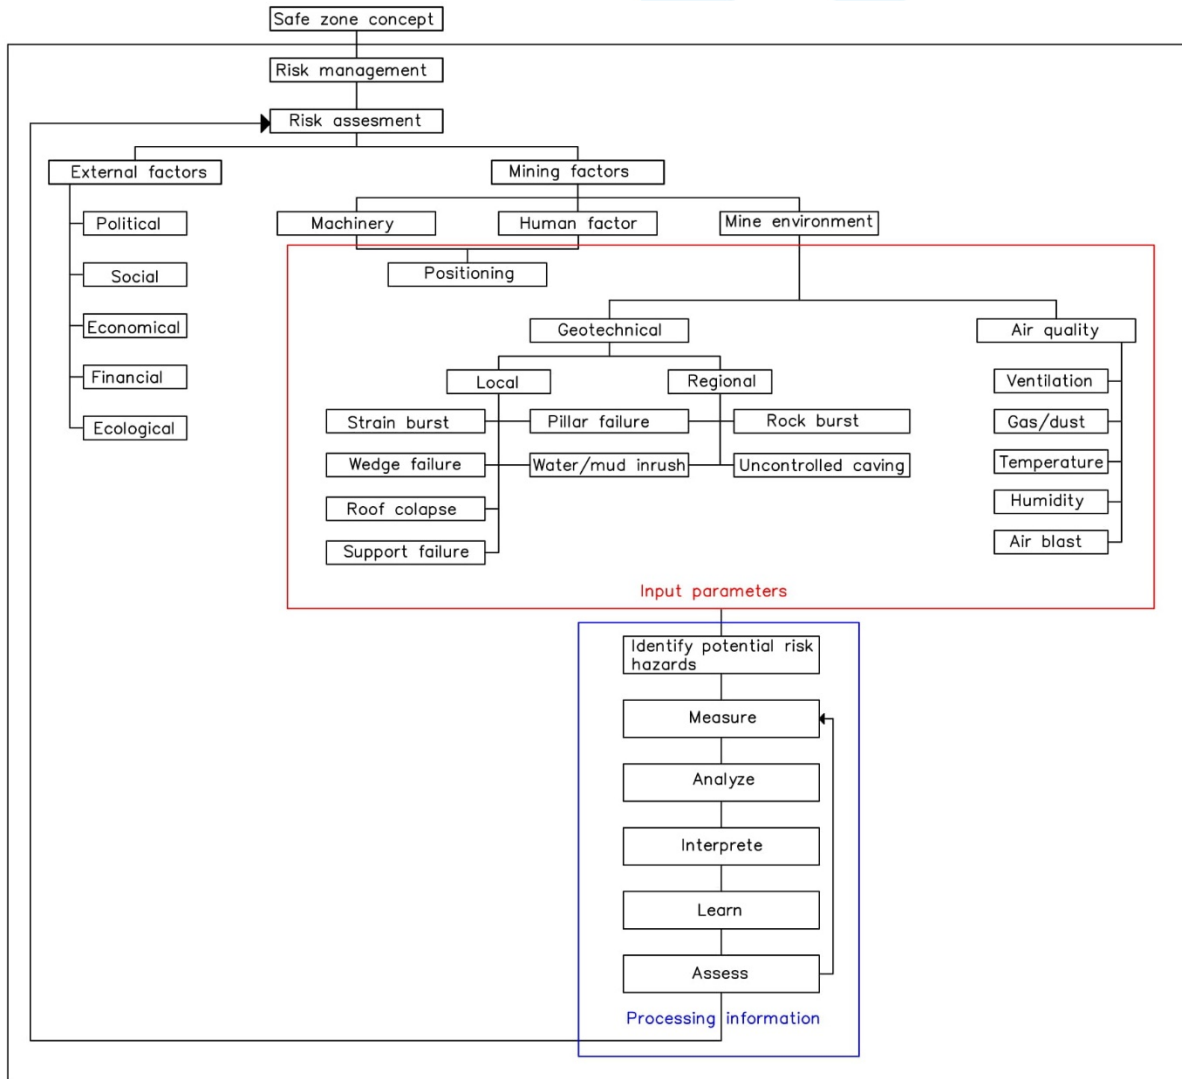 Safe zone concept
Risk management
Risk assesment
External factors
Mining factors
Political
Social
Economical
Financial
Ecological
Machinery
Human factor
Mine environment
Positioning
Geotechnical
Air quality
Local
Regional
Ventilation
Strain burst
Pillar failure
Rock burst
Gas/dust
Wedge failure
Water/mud inrush
Uncontrolled caving
Temperature
Roof colapse
Humidity
Support failure
Air blast
Input parameters
Identify potential risk
hazards
Measure
Analyze
Interprete
Learn
Assess
Processing information